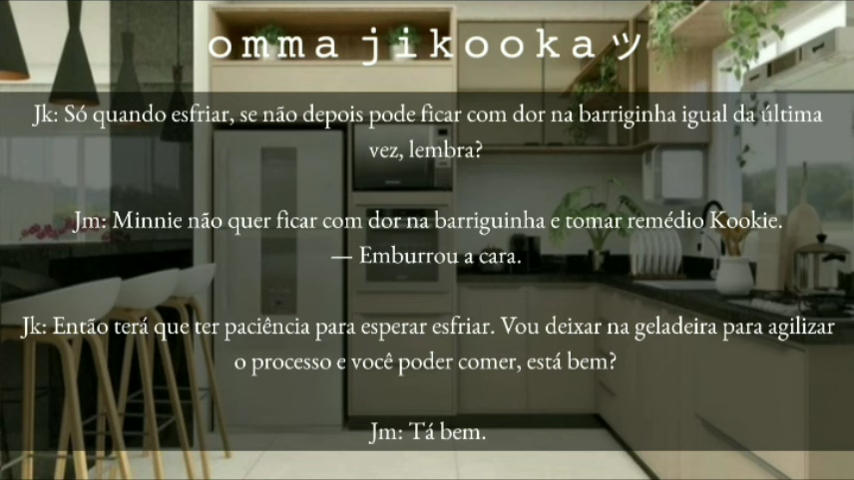 omma jikookaッ
Jk: Só quando esfriar, se não depois pode ficar com dor na barriginha igual da última
vez, lembra?
Jm: Minnie não quer ficar com dor na barriguinha e tomar remédio Kookie.
— Emburrou a cara.
Jk: Então terá que ter paciência para esperar esfriar. Vou deixar na geladeira para agilizar
o processo e você poder comer, está bem?
Jm: Tá bem.